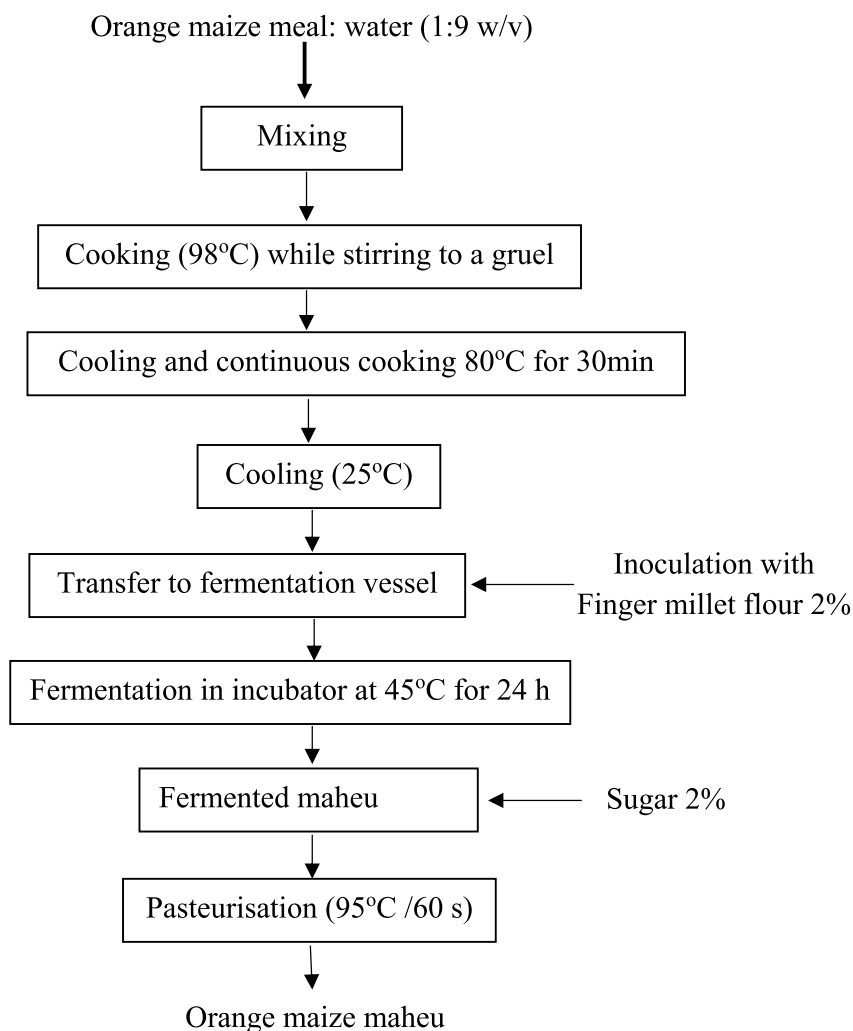 Orange maize meal: water (1:9 w/v)
Mixing
Cooking (98ºC) while stirring to a gruel
Cooling and continuous cooking 80ºC for 30min
Cooling (25ºC)
Transfer to fermentation vessel
Inoculation with
Finger millet flour 2%
Fermentation in incubator at 45ºC for 24 h
Fermented maheu
Sugar 2%
Pasteurisation (95ºC /60 s)
Orange maize maheu